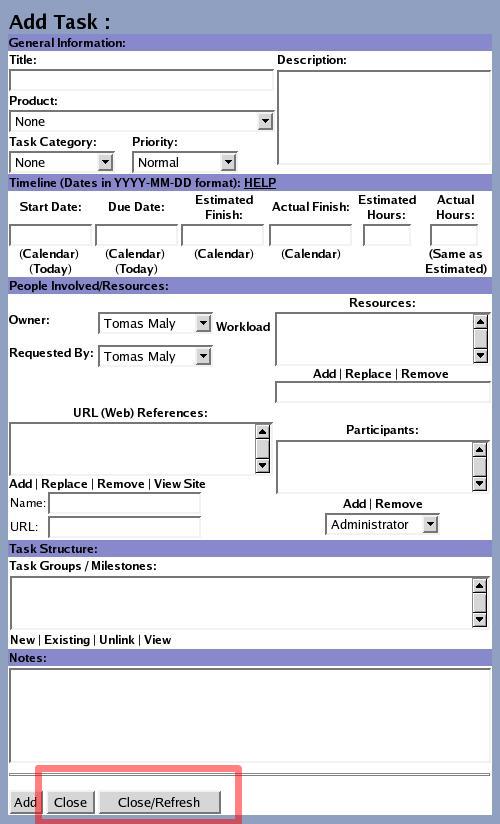 Add Task :
General Information:
Title:
Description:
Product:
None
Task Category: Priority:
None Normal
Timeline (Dates in YYYY-MM-DD format): HELP
Start Date: Due Date: Estimated Finish: Actual Finish: Estimated Hours: Actual Hours:
(Calendar) (Calendar) (Calendar) (Calendar) (Same as Estimated)
(Today) (Today)
People Involved/Resources:
Resources:
Owner: Tomas Maly Workload
Requested By: Tomas Maly
Add | Replace | Remove
URL (Web) References:
Participants:
Add | Replace | Remove | View Site
Name:
Add | Remove
URL:
Administrator
Task Structure:
Task Groups / Milestones:
New | Existing | Unlink | View
Notes:
Add Close Close/Refresh